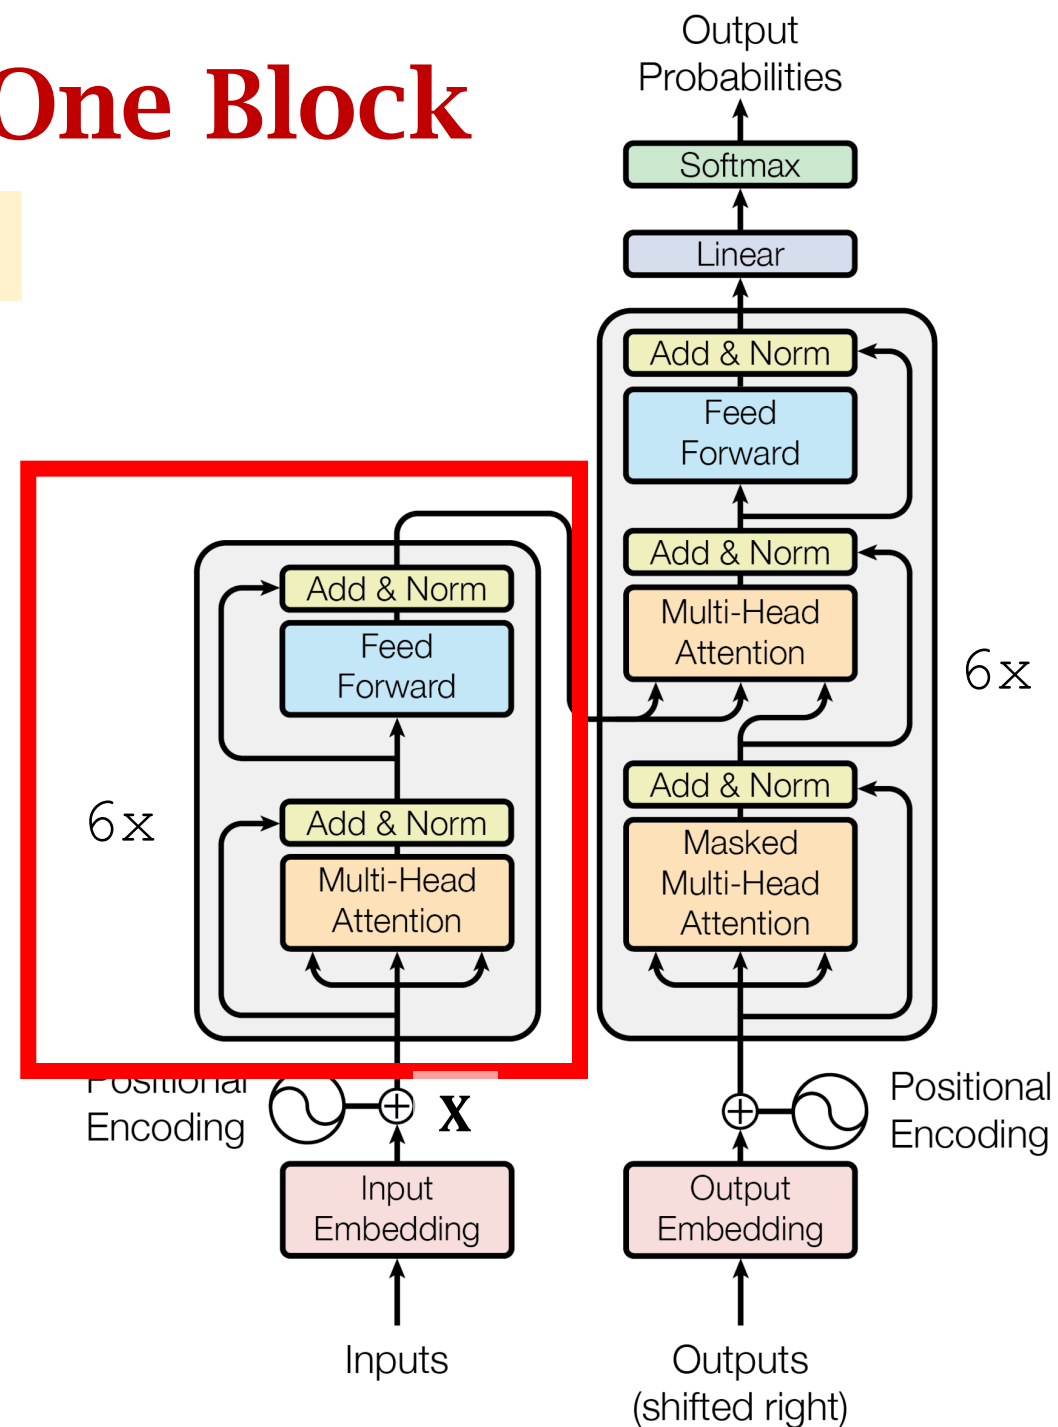 One Block
Output
Probabilities
Softmax
Linear
Add & Norm
Feed
Forward
Add & Norm
Multi-Head
Attention
6x
Add & Norm
Masked
Multi-Head
Attention
Add & Norm
Feed
Forward
6x
Add & Norm
Multi-Head
Attention
Positional
Encoding
x
Positional
Encoding
Input
Embedding
Output
Embedding
Inputs
Outputs
(shifted right)